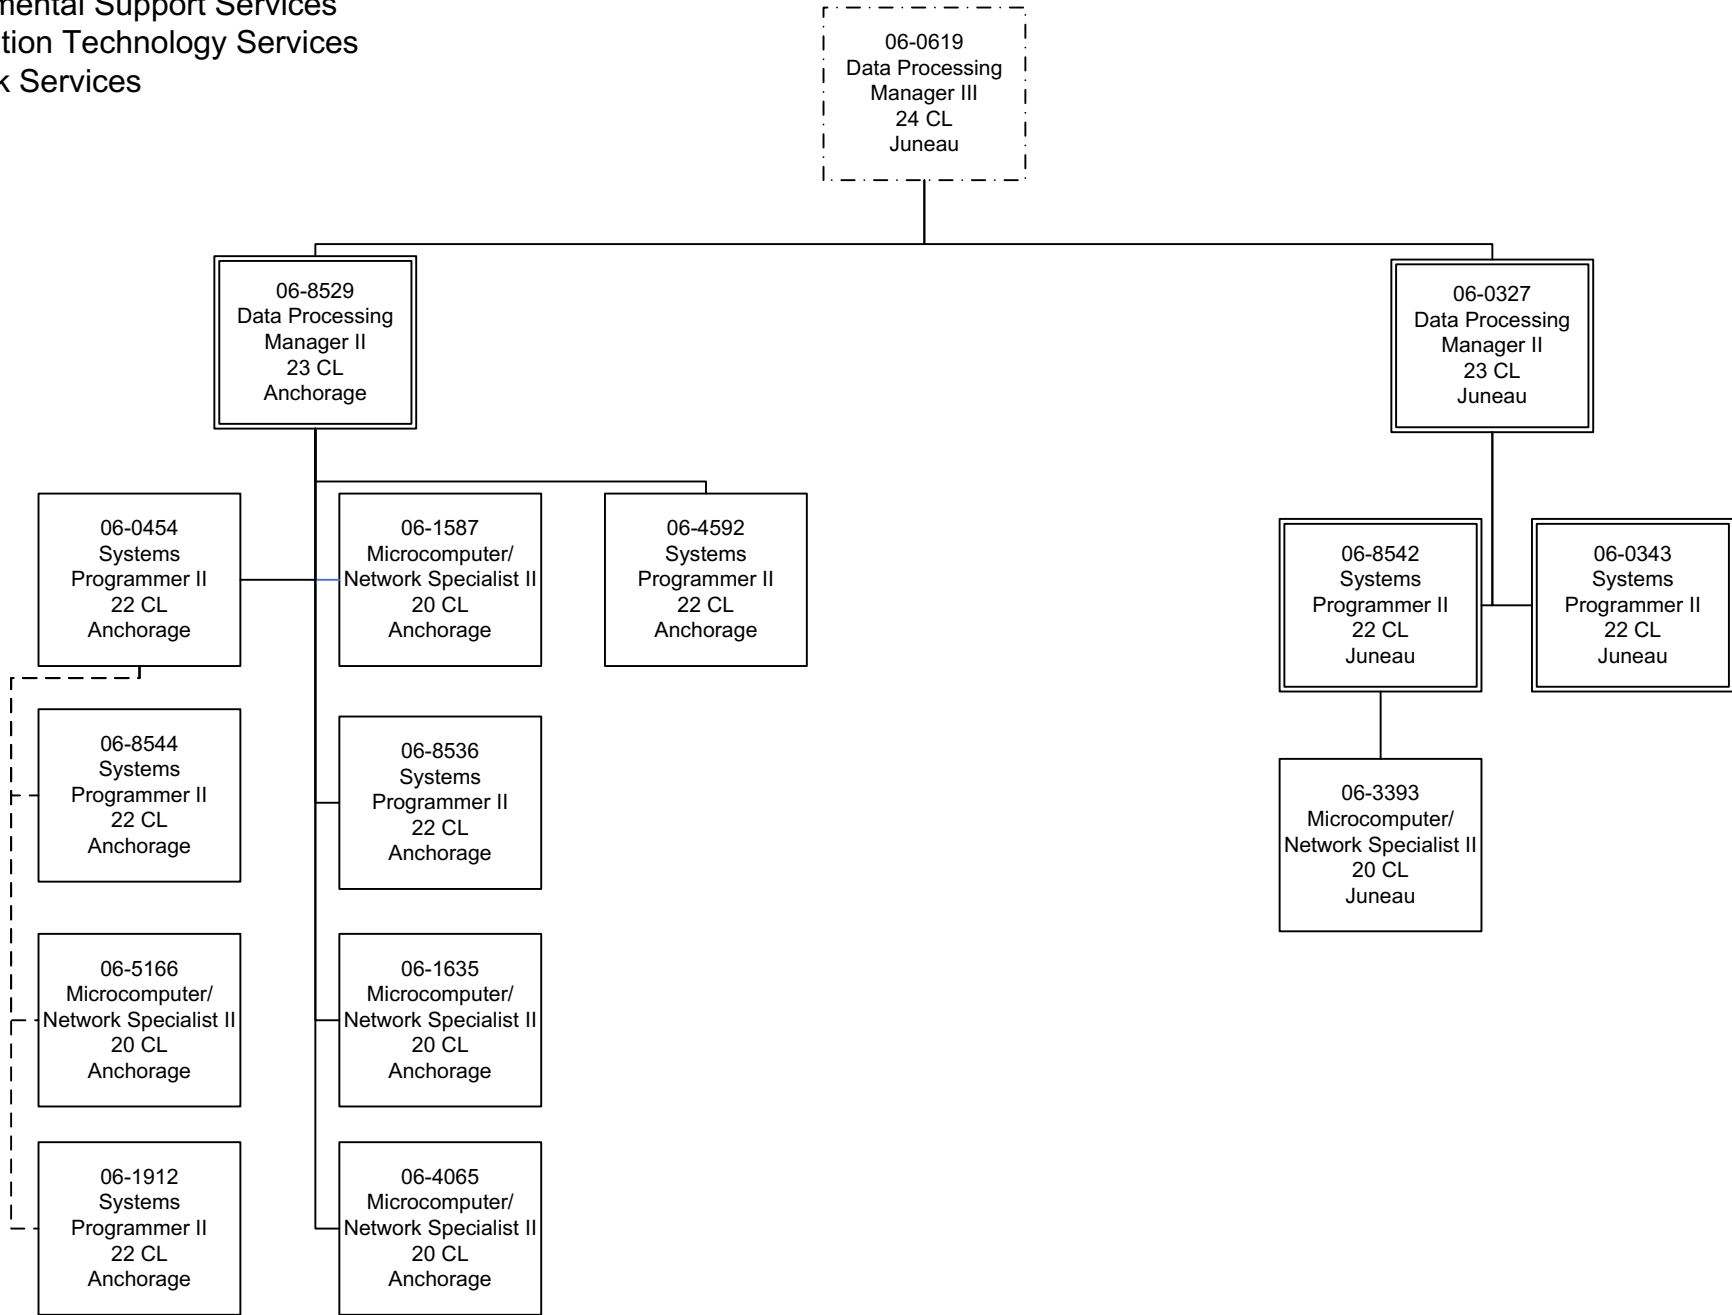 Support Services
Technology Services
Services
06-0619
Data Processing
Manager III
24 CL
Juneau
06-8529
Data Processing
Manager II
23 CL
Anchorage
06-0327
Data Processing
Manager II
23 CL
Juneau
06-0454
Systems
Programmer II
22 CL
Anchorage
06-1587
Microcomputer/
Network Specialist II
20 CL
Anchorage
06-4592
Systems
Programmer II
22 CL
Anchorage
06-8542
Systems
Programmer II
22 CL
Juneau
06-0343
Systems
Programmer II
22 CL
Juneau
06-8544
Systems
Programmer II
22 CL
Anchorage
06-8536
Systems
Programmer II
22 CL
Anchorage
06-3393
Microcomputer/
Network Specialist II
20 CL
Juneau
06-5166
Microcomputer/
Network Specialist II
20 CL
Anchorage
06-1635
Microcomputer/
Network Specialist II
20 CL
Anchorage
06-1912
Systems
Programmer II
22 CL
Anchorage
06-4065
Microcomputer/
Network Specialist II
20 CL
Anchorage